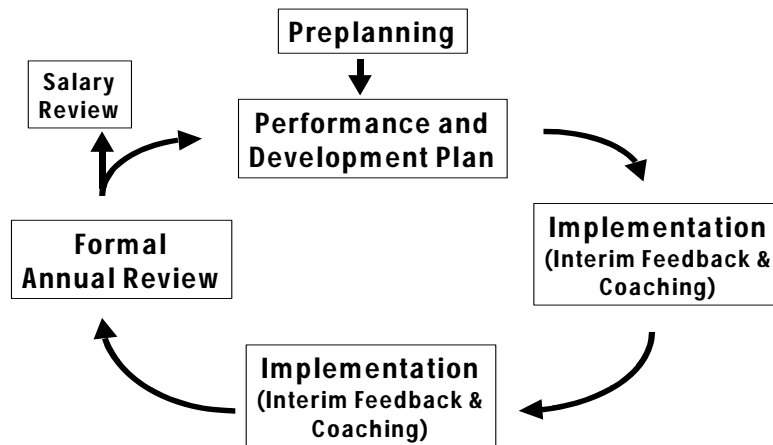 Preplanning
Salary
Review
Performance and
Development Plan
Implementation
(Interim Feedback &
Coaching)
Formal
Annual Review
Implementation
(Interim Feedback &
Coaching)